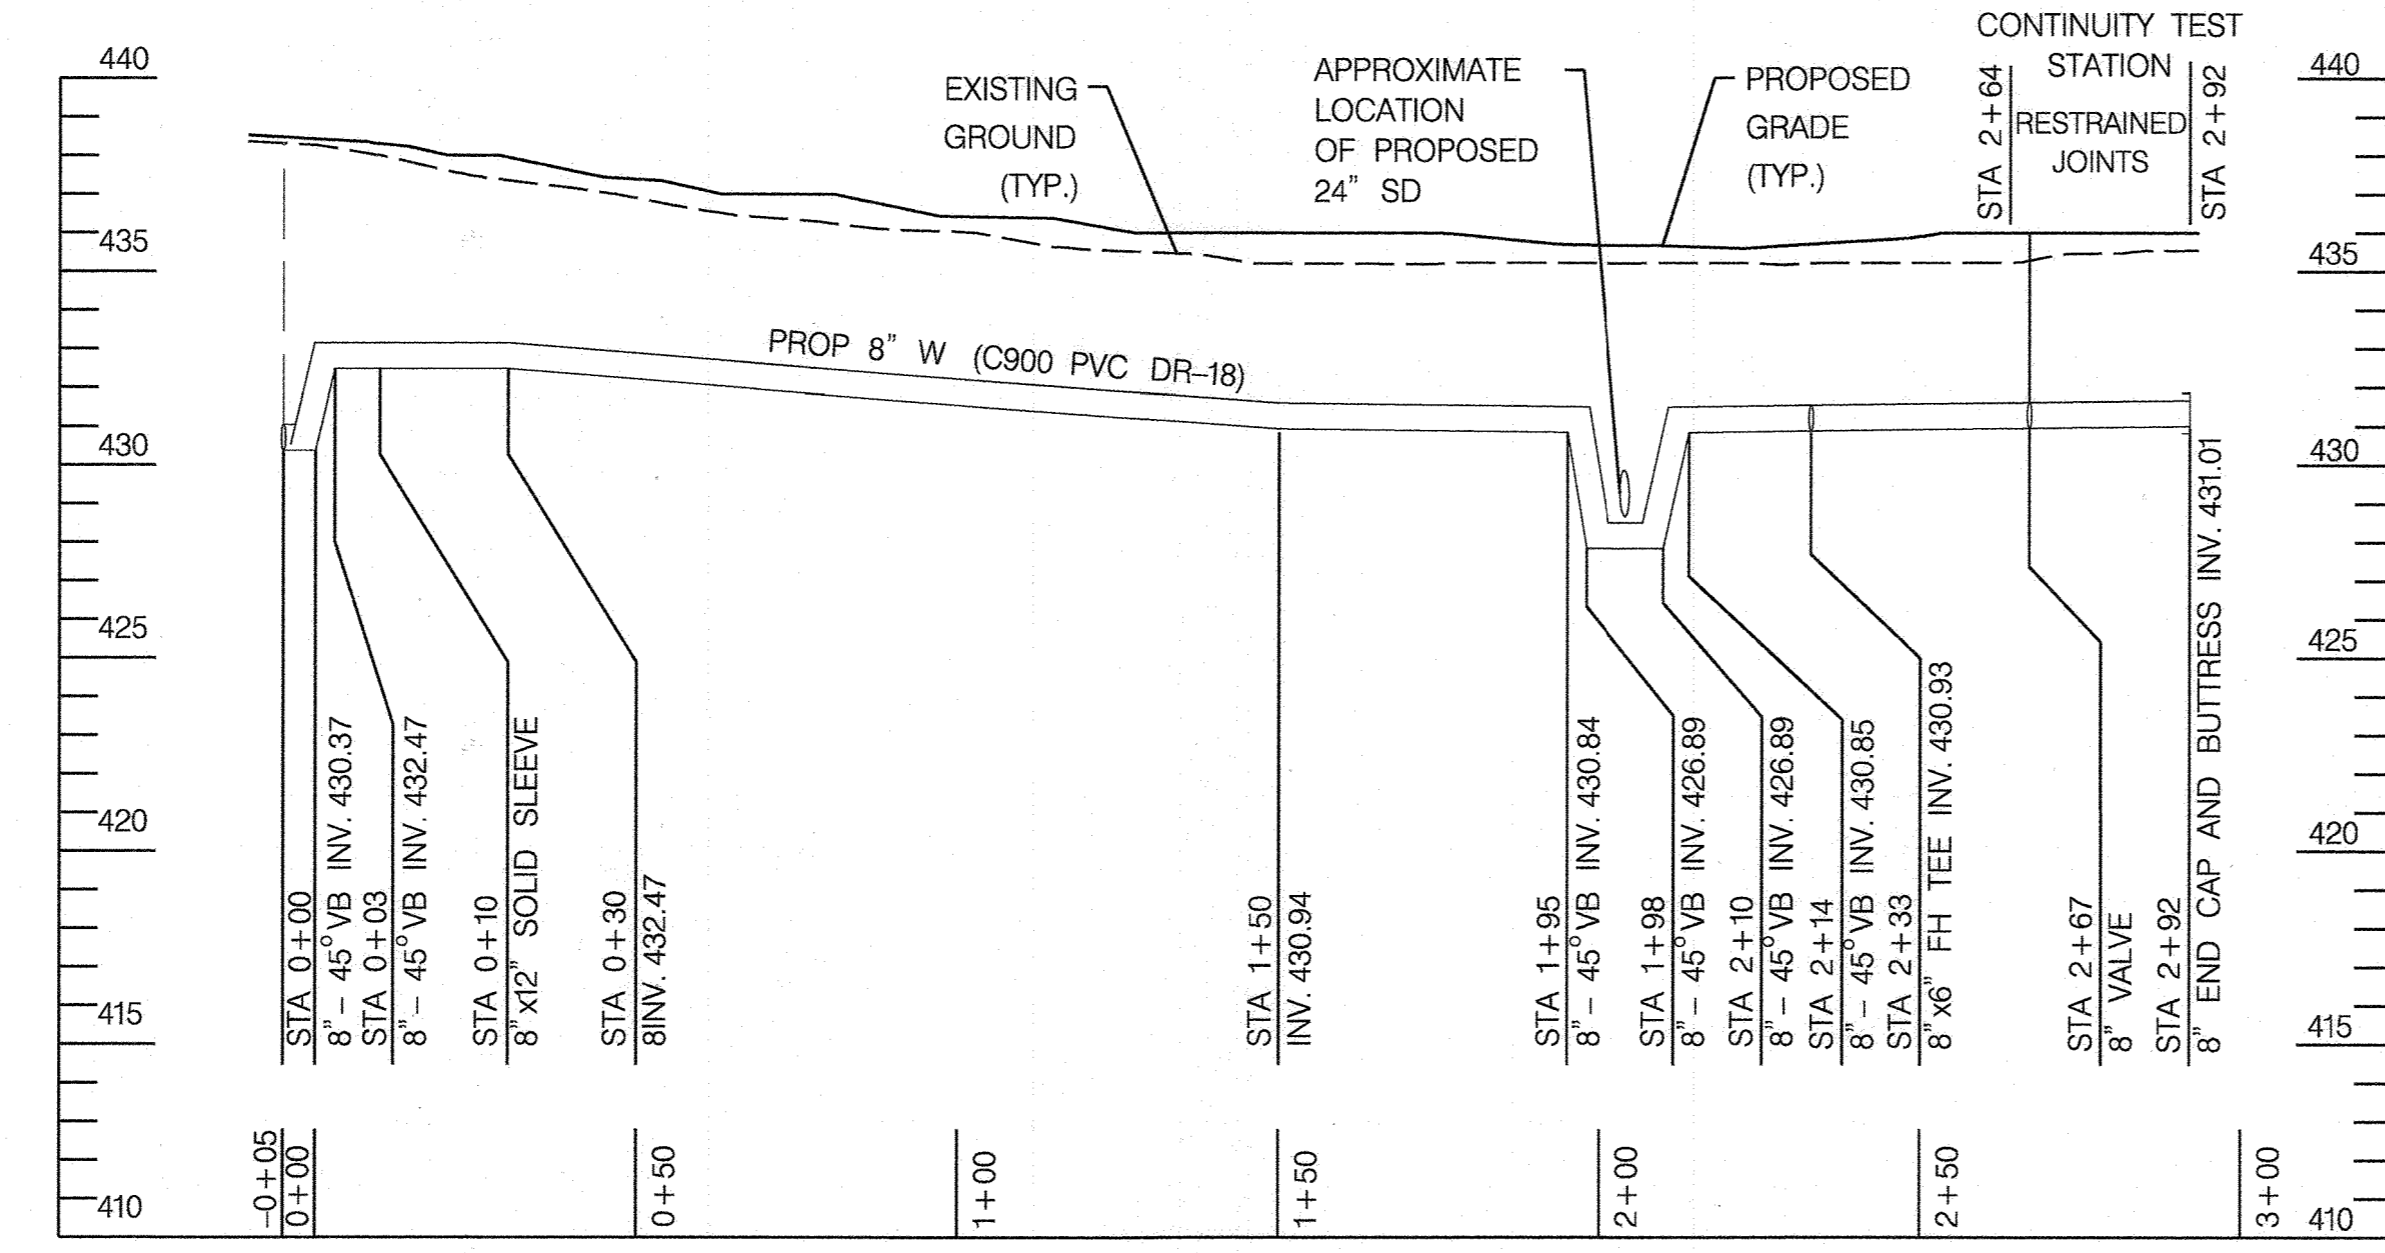 CONTINUITY TEST
STATION
STA 2+64
RESTRAINED
JOINTS
STA 2+92
440
440
EXISTING
GROUND
(TYP.)
APPROXIMATE
LOCATION
OF PROPOSED
24" SD
PROPOSED
GRADE
(TYP.)
435
435
PROP 8" W (C900 PVC DR-18)
430
430
425
425
420
420
415
415
410
410
STA 0+00
8" - 45° VB INV. 430.37
STA 0+03
8" - 45° VB INV. 432.47
STA 0+10
8" x12" SOLID SLEEVE
STA 0+30
8INV. 432.47
STA 1+50
INV. 430.94
STA 1+95
8" - 45° VB INV. 430.84
STA 1+98
8" - 45° VB INV. 426.89
STA 2+10
8" - 45° VB INV. 426.89
STA 2+14
8" - 45° VB INV. 430.85
STA 2+33
8" x6" FH TEE INV. 430.93
STA 2+67
8" VALVE
STA 2+92
8" END CAP AND BUTTRESS INV. 431.01
-0+05
0+00
0+50
1+00
1+50
2+00
2+50
3+00